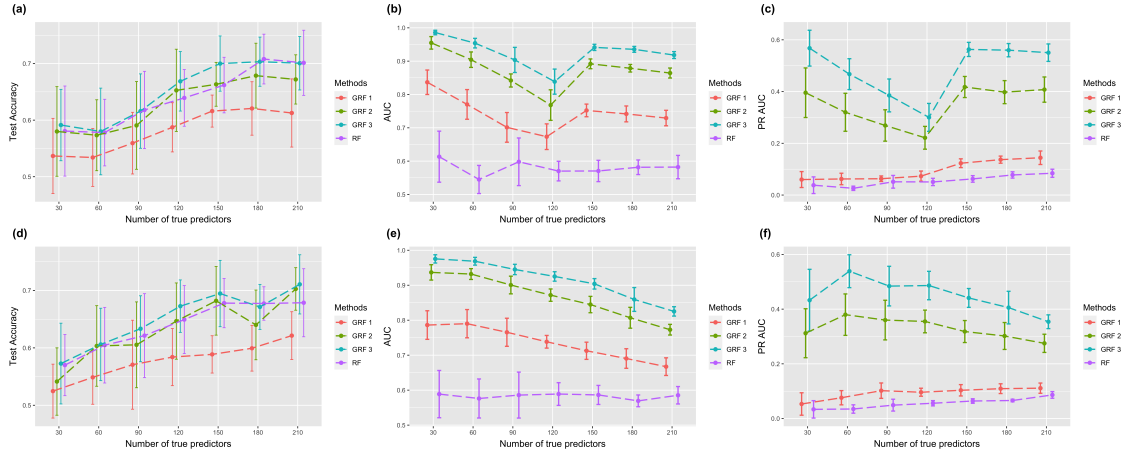 (a)
Test Accuracy
0.7
0.6
0.5
30 60 90 120 150 180 210
Number of true predictors
Methods
GRF 1
GRF 2
GRF 3
RF
(b)
AUC
1.0
0.9
0.8
0.7
0.6
0.5
30 60 90 120 150 180 210
Number of true predictors
Methods
GRF 1
GRF 2
GRF 3
RF
(c)
PR AUC
0.6
0.4
0.2
0.0
30 60 90 120 150 180 210
Number of true predictors
Methods
GRF 1
GRF 2
GRF 3
RF
(d)
Test Accuracy
0.7
0.6
0.5
30 60 90 120 150 180 210
Number of true predictors
Methods
GRF 1
GRF 2
GRF 3
RF
(e)
AUC
1.0
0.9
0.8
0.7
0.6
0.5
30 60 90 120 150 180 210
Number of true predictors
Methods
GRF 1
GRF 2
GRF 3
RF
(f)
PR AUC
0.6
0.4
0.2
0.0
30 60 90 120 150 180 210
Number of true predictors
Methods
GRF 1
GRF 2
GRF 3
RF